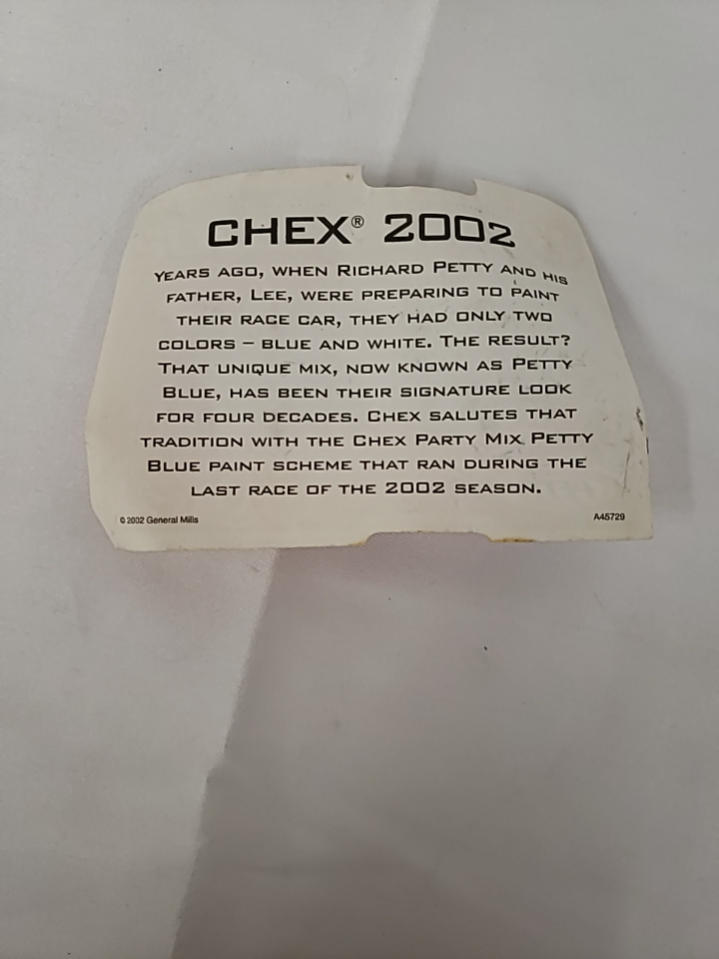 CHEX® 2002
YEARS AGO, WHEN RICHARD PETTY AND HIS
FATHER, LEE, WERE PREPARING TO PAINT
THEIR RACE CAR, THEY HAD ONLY TWO
COLORS – BLUE AND WHITE. THE RESULT?
THAT UNIQUE MIX, NOW KNOWN AS PETTY
BLUE, HAS BEEN THEIR SIGNATURE LOOK
FOR FOUR DECADES. CHEX SALUTES THAT
TRADITION WITH THE CHEX PARTY MIX PETTY
BLUE PAINT SCHEME THAT RAN DURING THE
LAST RACE OF THE 2002 SEASON.
© 2002 General Mills A45729